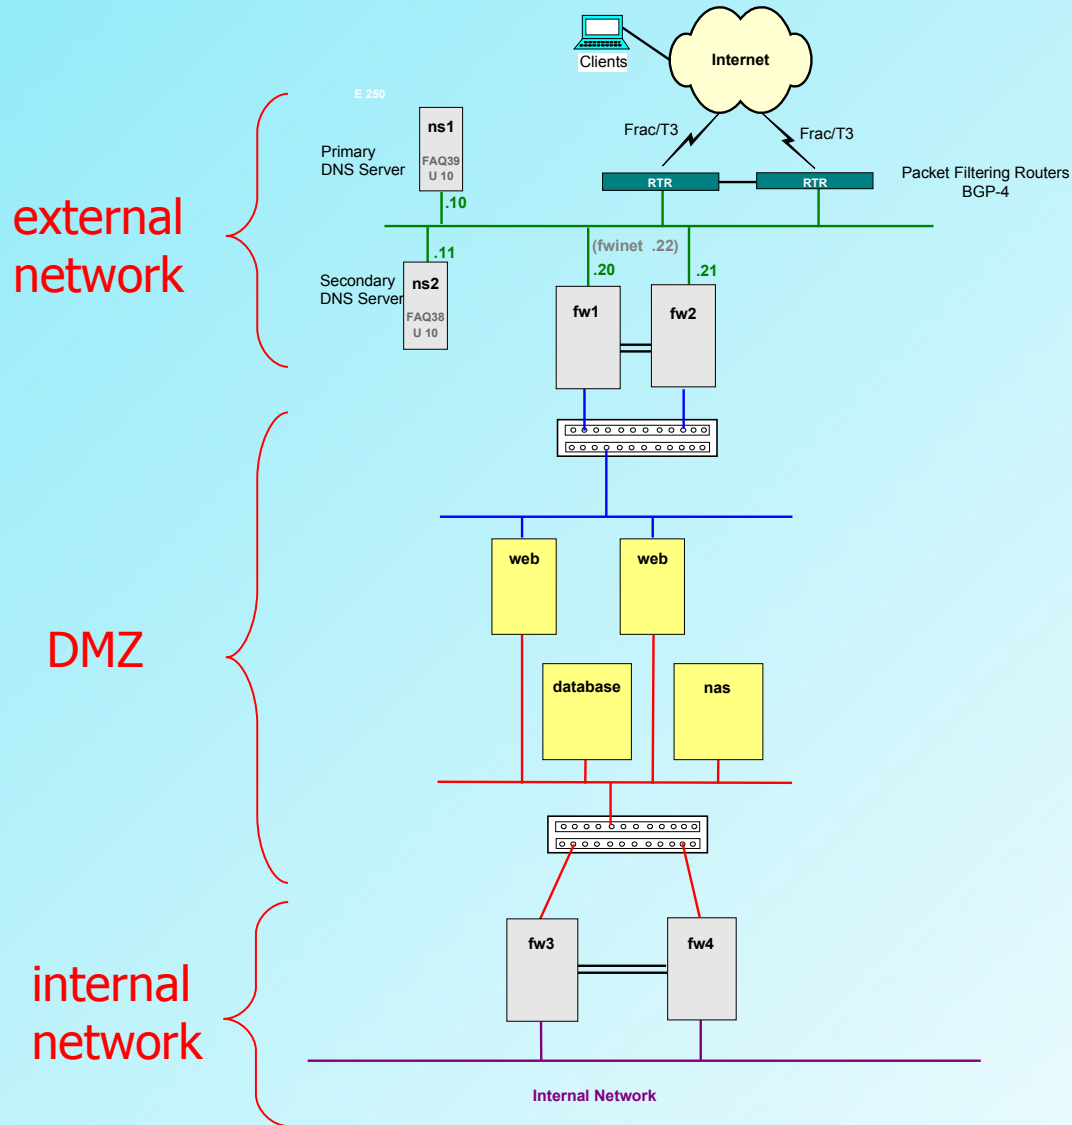 Clients
Internet
E 250
Frac/T3
Frac/T3
ns1
FAQ39
U 10
Primary
DNS Server
RTR
RTR
Packet Filtering Routers
BGP-4
.10
external
network
.11
(fwinet .22)
.20
.21
Secondary
DNS Server
ns2
FAQ38
U 10
fw1
fw2
web
web
DMZ
database
nas
fw3
fw4
internal
network
Internal Network